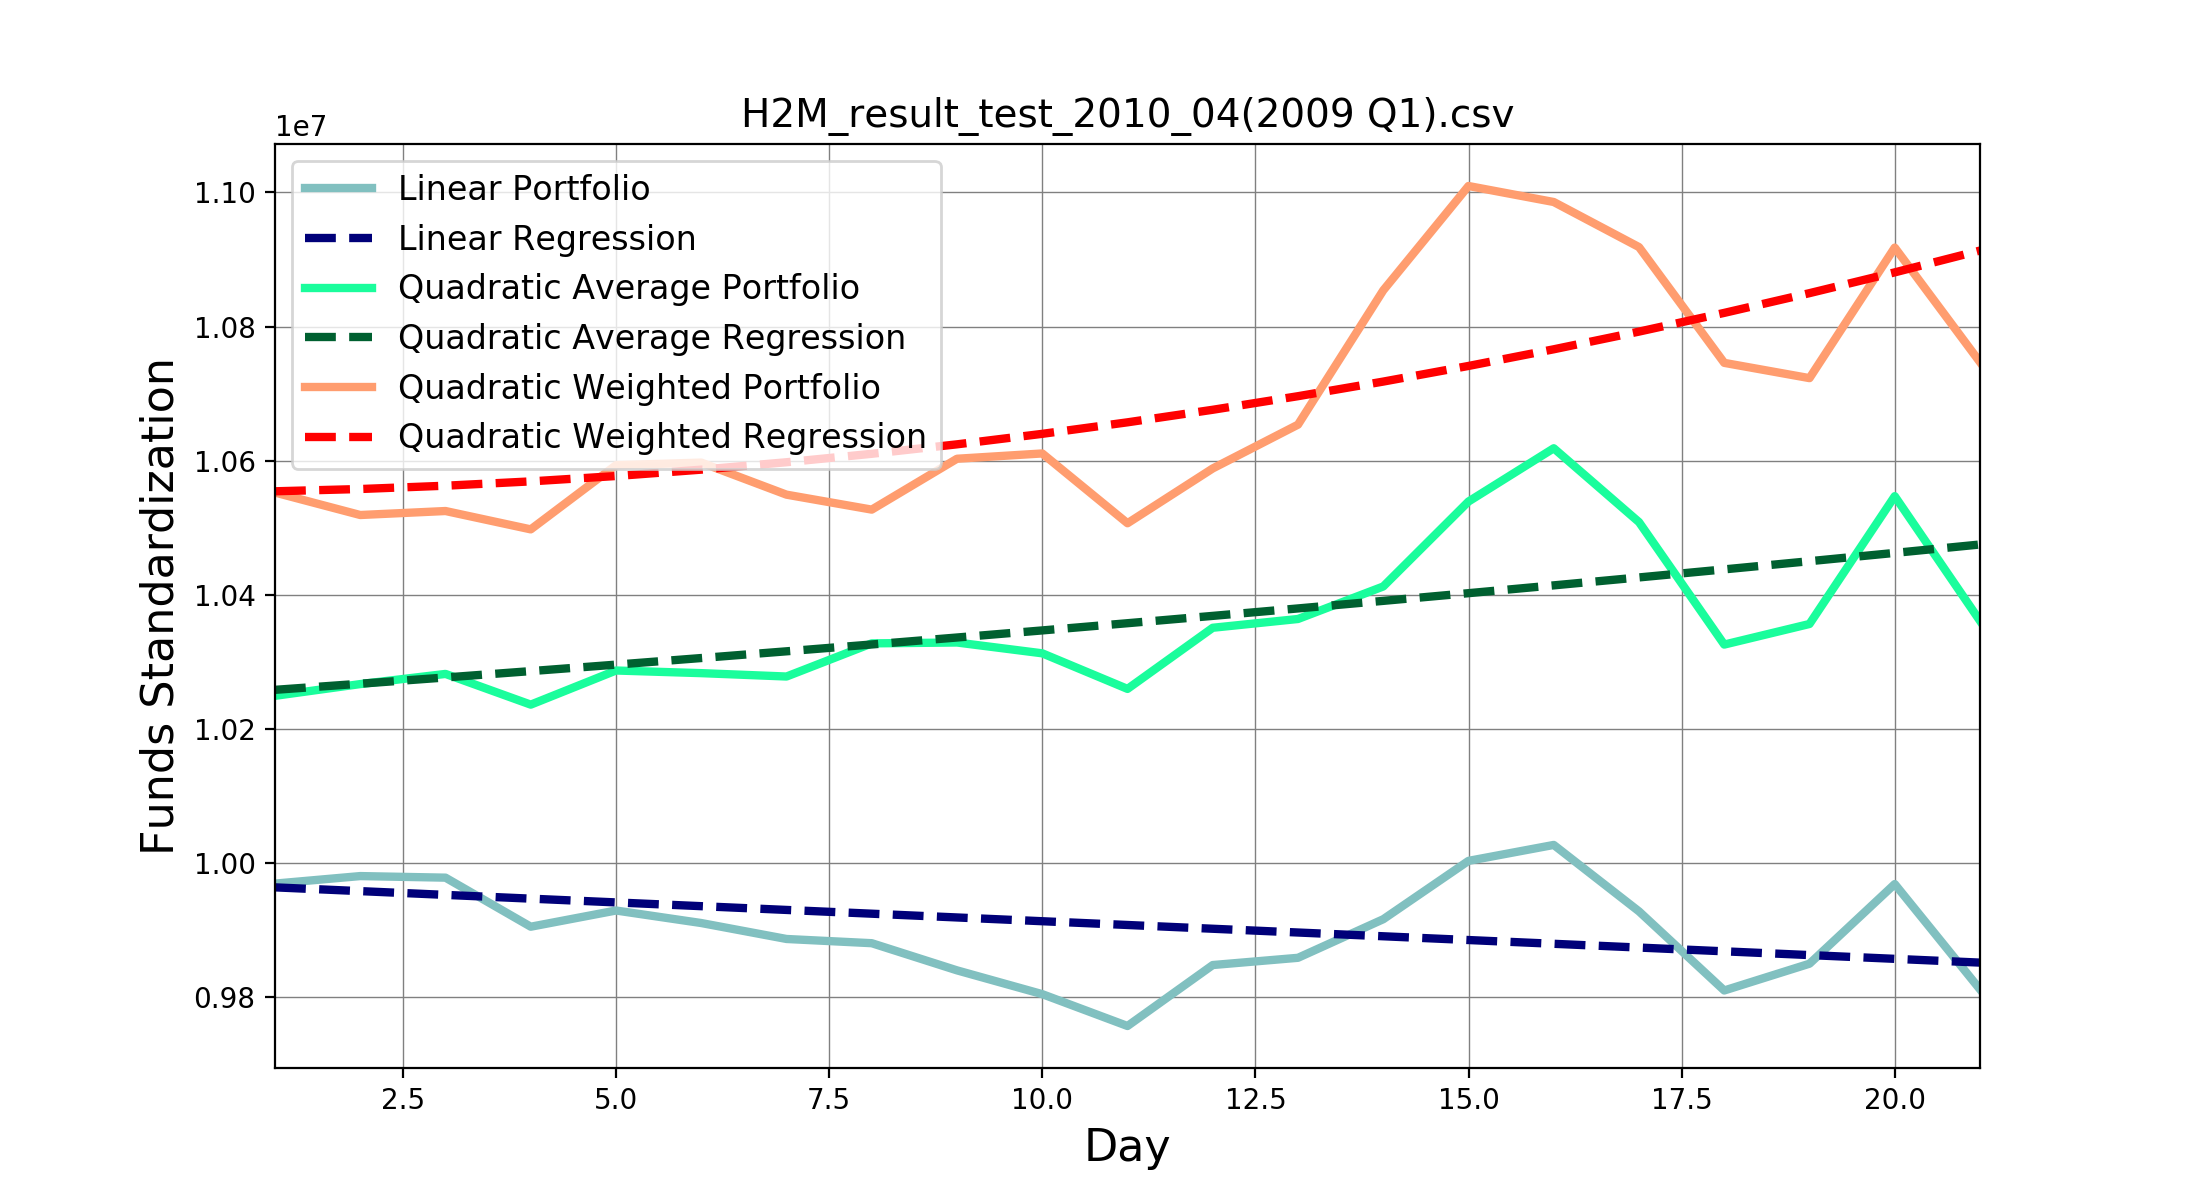 H2M_result_test_2010_04(2009 Q1).csv
1e7
Linear Portfolio
Linear Regression
Quadratic Average Portfolio
Quadratic Average Regression
Quadratic Weighted Portfolio
Quadratic Weighted Regression
Funds Standardization
1.10
1.08
1.06
1.04
1.02
1.00
0.98
2.5 5.0 7.5 10.0 12.5 15.0 17.5 20.0
Day